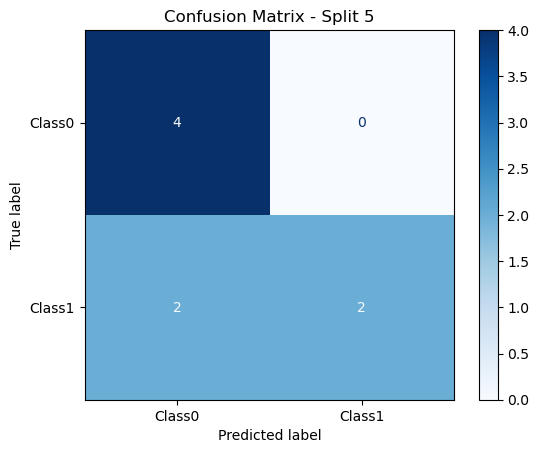 Confusion Matrix - Split 5
True label
Class0
4
0
Class1
2
2
Class0
Class1
Predicted label
4.0
3.5
3.0
2.5
2.0
1.5
1.0
0.5
0.0